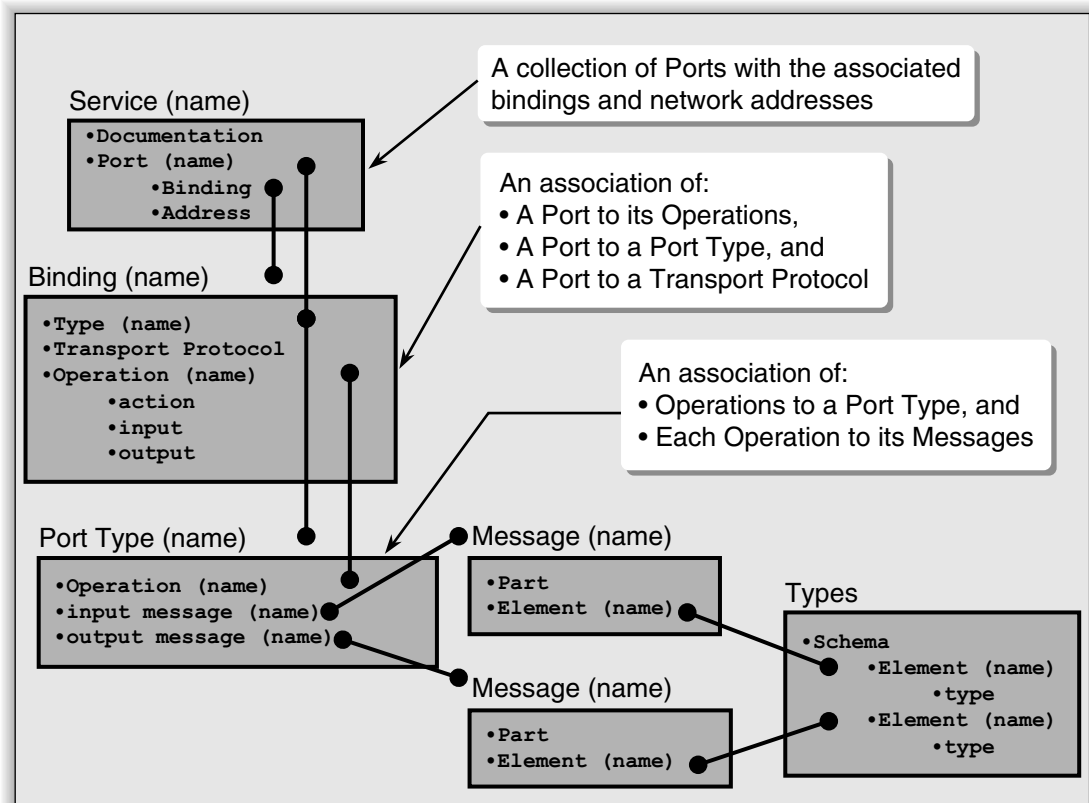 A collection of Ports with the associated
bindings and network addresses
Service (name)
•Documentation
•Port (name)
•Binding
•Address
An association of:
• A Port to its Operations,
• A Port to a Port Type, and
• A Port to a Transport Protocol
Binding (name)
•Type (name)
•Transport Protocol
•Operation (name)
•action
•input
•output
An association of:
• Operations to a Port Type, and
• Each Operation to its Messages
Port Type (name)
•Operation (name)
•input message (name)
•output message (name)
Message (name)
•Part
•Element (name)
Message (name)
•Part
•Element (name)
Types
•Schema
•Element (name)
•type
•Element (name)
•type